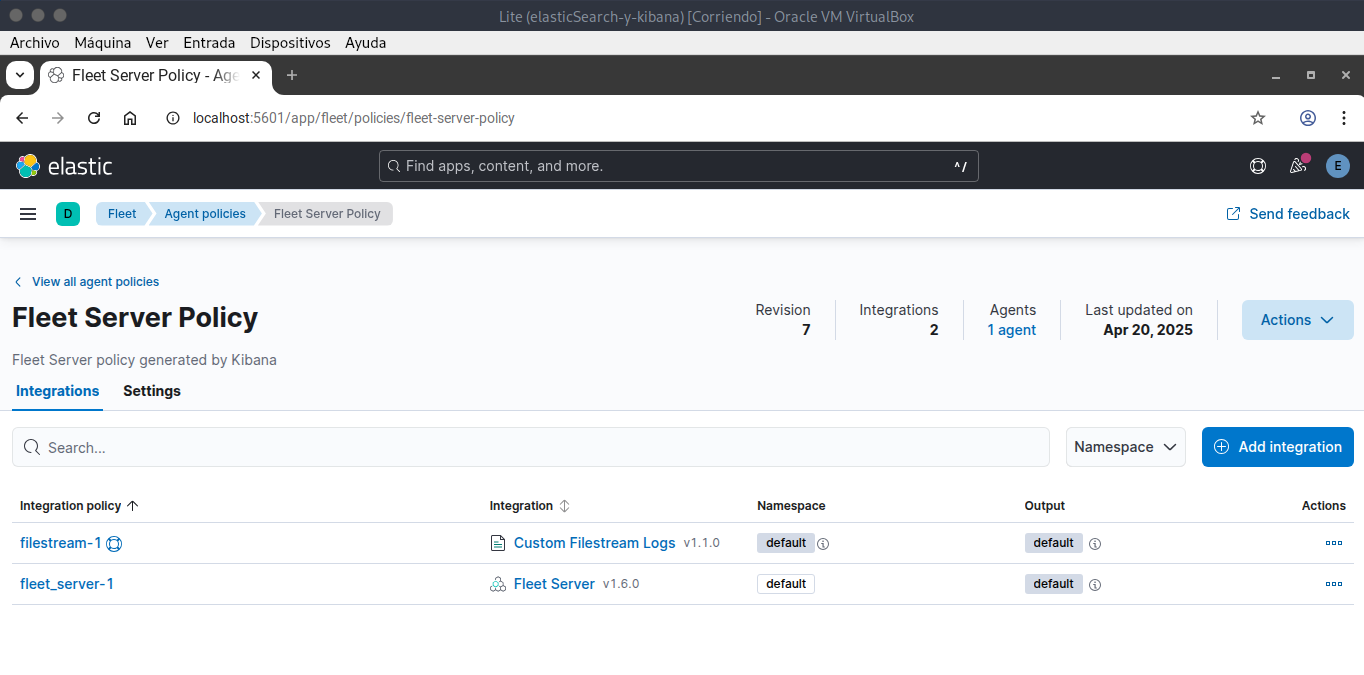 Lite (elasticSearch-y-kibana) [Corriendo] - Oracle VM VirtualBox
Archivo Máquina Ver Entrada Dispositivos Ayuda
Fleet Server Policy - Age
localhost:5601/app/fleet/policies/fleet-server-policy
elastic Find apps, content, and more. ^/ E
D Fleet Agent policies Fleet Server Policy Send feedback
View all agent policies
Fleet Server Policy
Revision Integrations Agents Last updated on
7 2 1 agent Apr 20, 2025
Actions
Fleet Server policy generated by Kibana
Integrations Settings
Search... Namespace Add integration
Integration policy Integration Namespace Output Actions
filestream-1 Custom Filestream Logs v1.1.0 default default
fleet_server-1 Fleet Server v1.6.0 default default